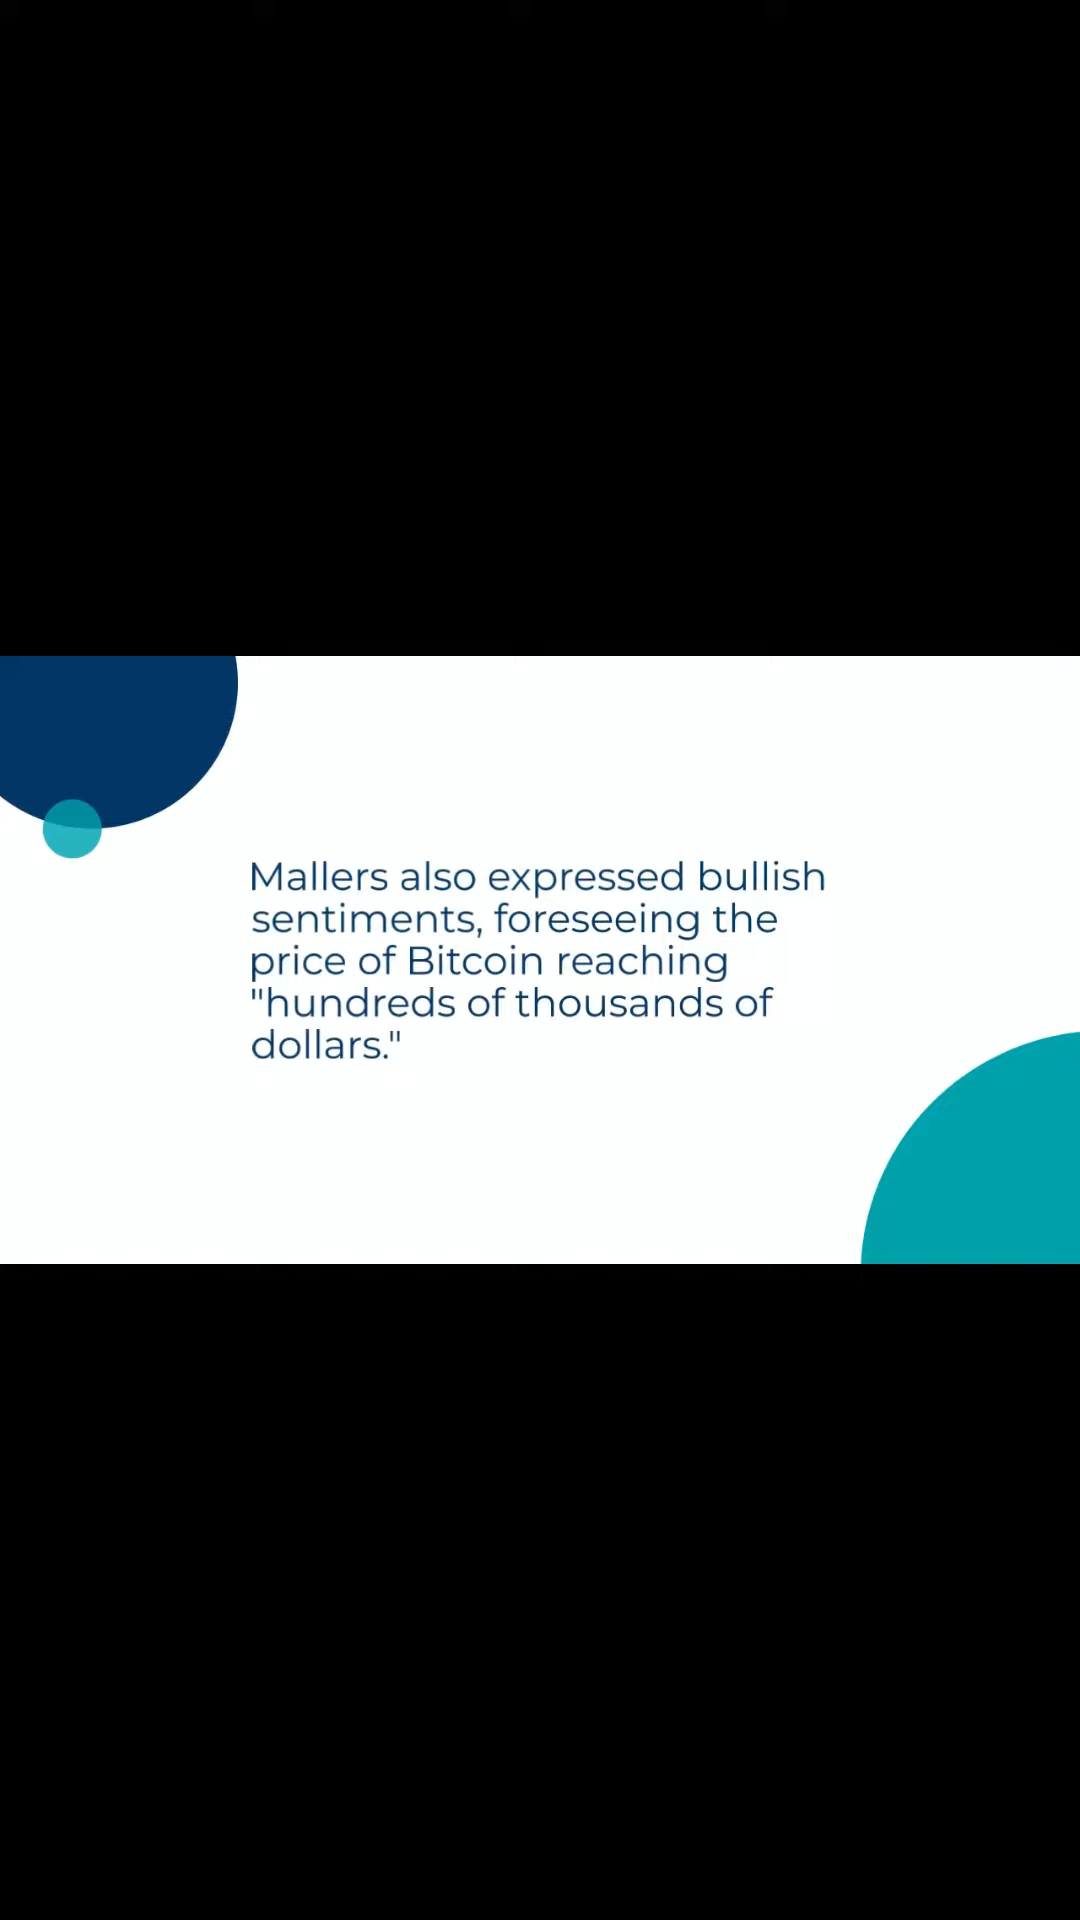 Mallers also expressed bullish
sentiments, foreseeing the
price of Bitcoin reaching
"hundreds of thousands of
dollars."